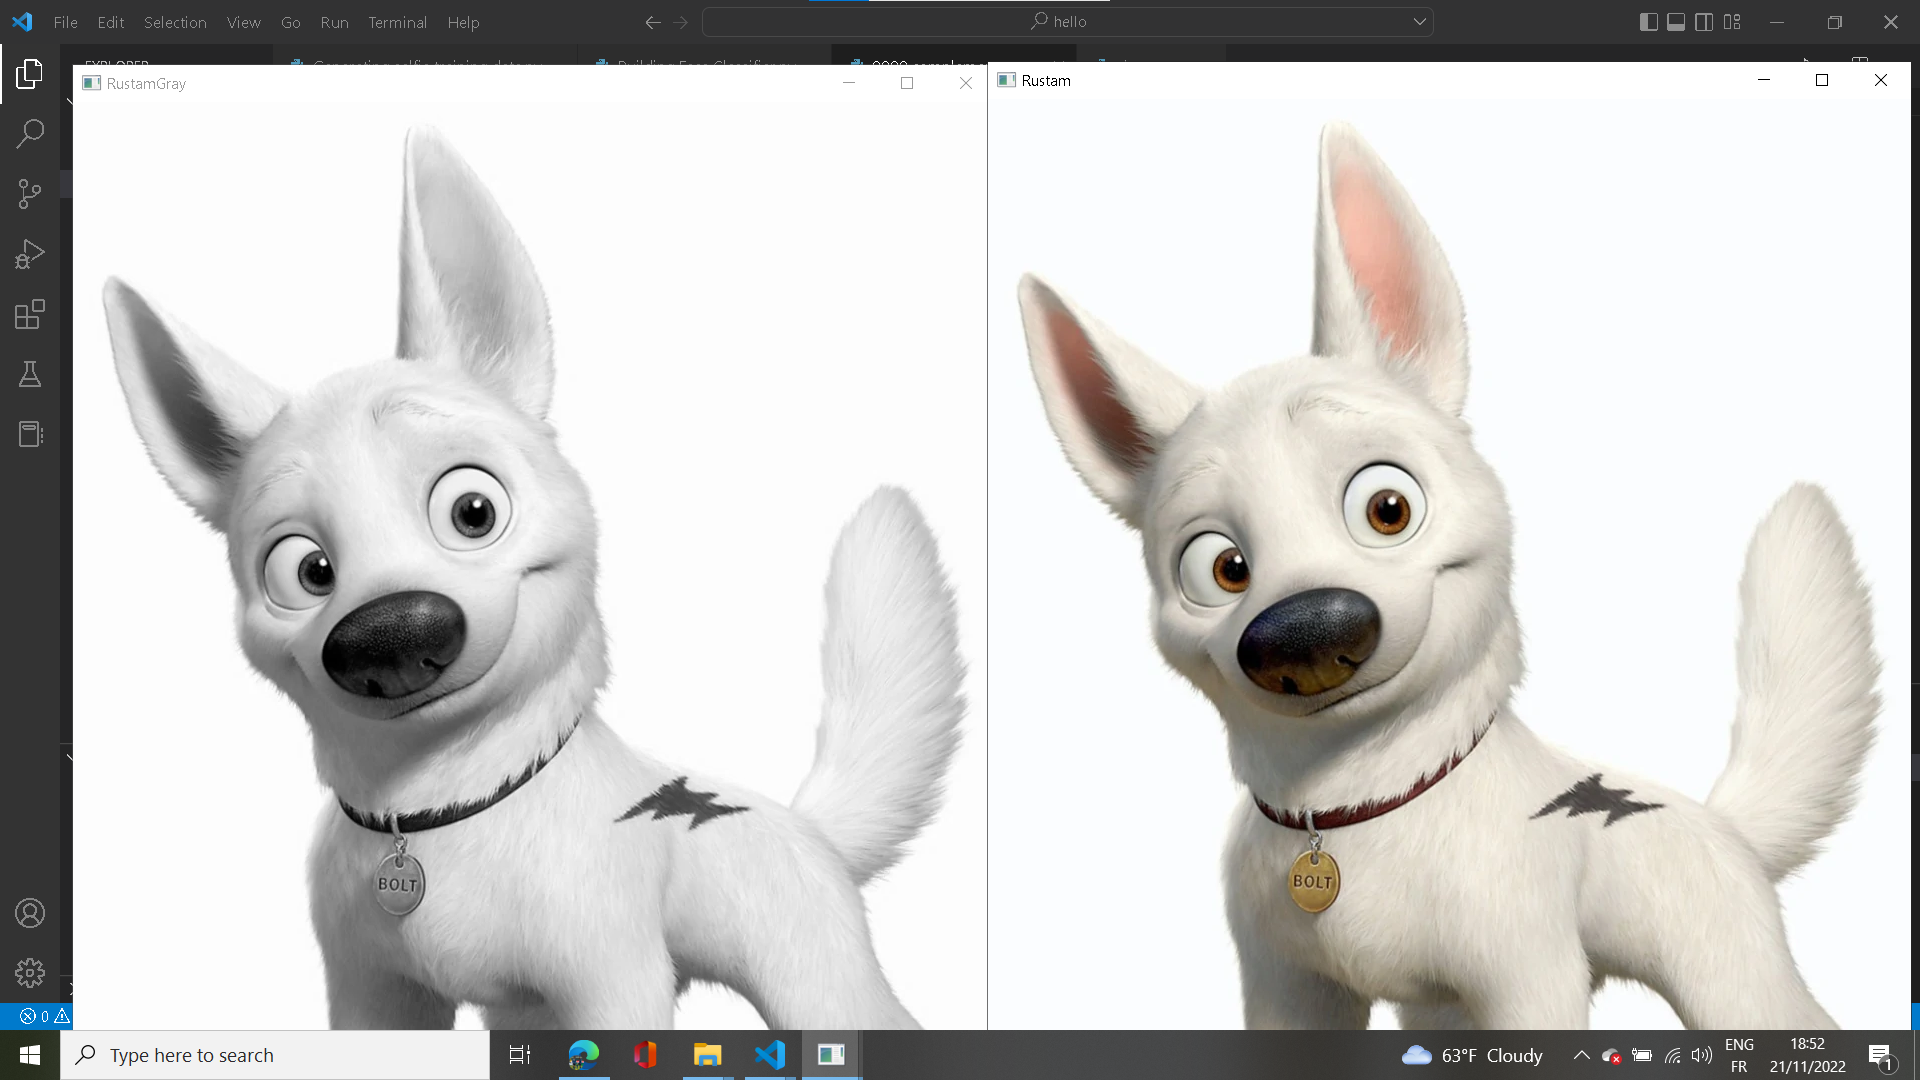 File Edit Selection View Go Run Terminal Help
hello
EXPLORER
RustamGray
Rustam
BOLT
BOLT
0
Type here to search
63°F Cloudy
ENG
FR
18:52
21/11/2022
1